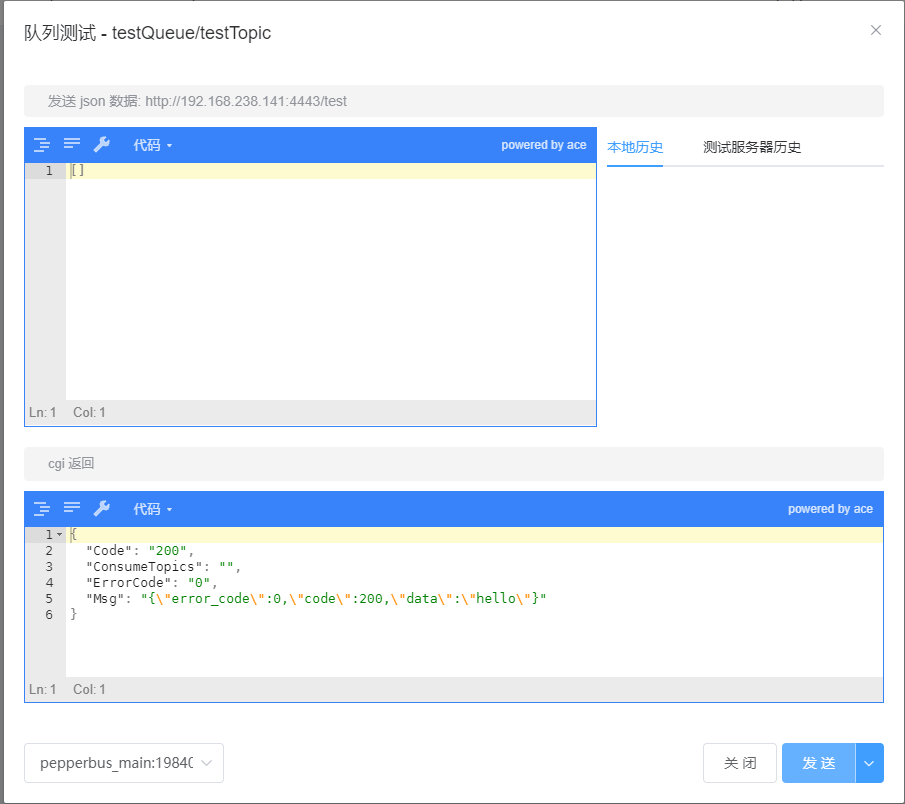 队列测试 - testQueue/testTopic
发送 json 数据: http://192.168.238.141:4443/test
代码 powered by ace
本地历史 测试服务器历史
1 []
Ln: 1 Col: 1
cgi 返回
代码 powered by ace
1 {
2 "Code": "200",
3 "ConsumeTopics": "",
4 "ErrorCode": "0",
5 "Msg": "{\"error_code\":0,\"code\":200,\"data\":\"hello\"}"
6 }
Ln: 1 Col: 1
pepperbus_main:19840
关 闭
发 送